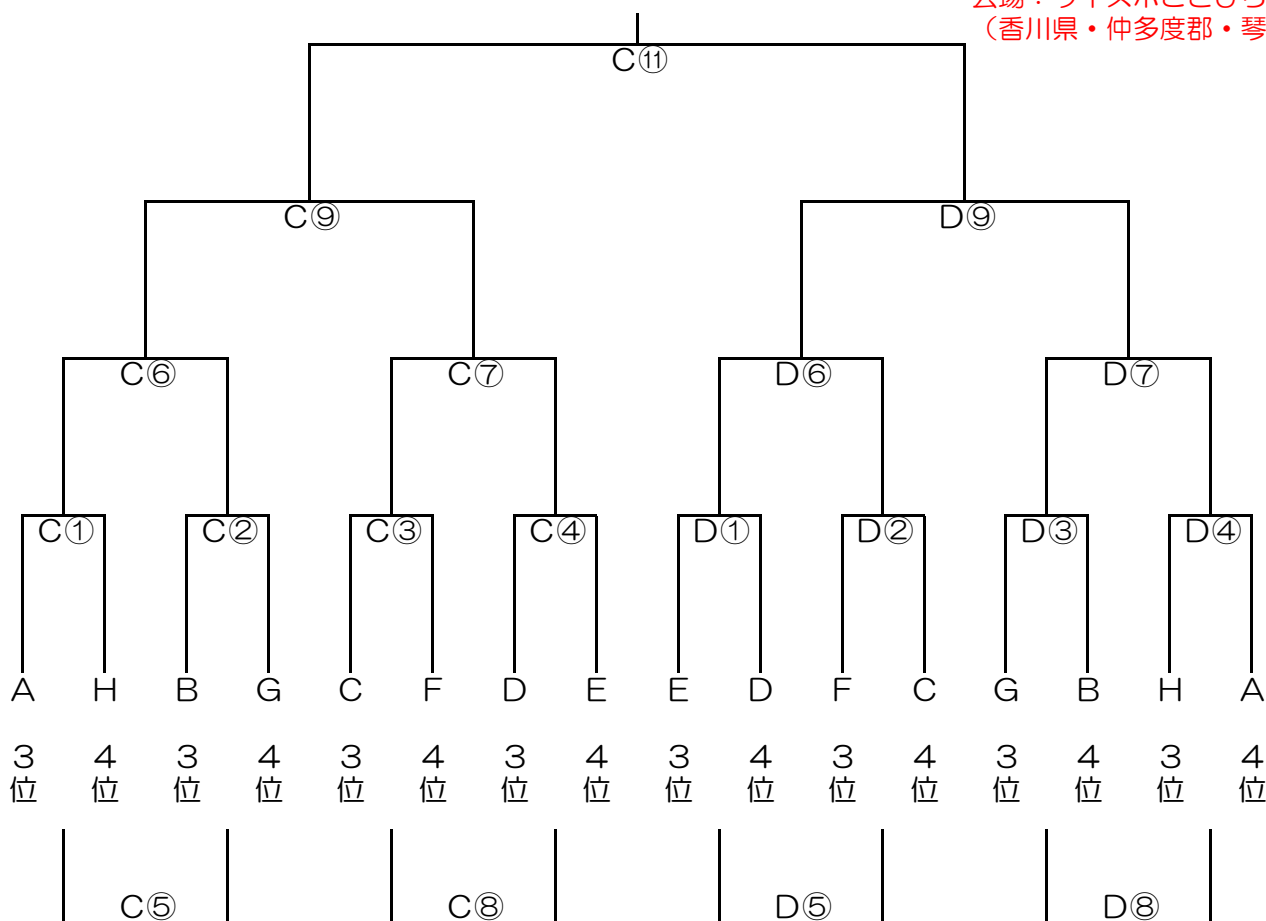 （香川県・仲多度郡・琴
C⑪
C⑨ D⑨
C⑥ C⑦ D⑥ D⑦
C① C② C③ C④ D① D② D③ D④
A H B G C F D E E D F C G B H A
3位 4位 3位 4位 3位 4位 3位 4位 3位 4位 3位 4位 3位 4位 3位 4位
C⑤ C⑧ D⑤ D⑧